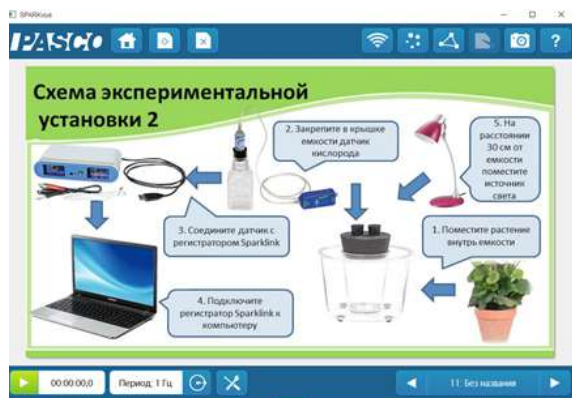 SPARKvue
PASCO
?
Схема экспериментальной
установки 2
2. Закрепите в крышке
емкости датчик
кислорода
5. На
расстоянии
30 см от
емкости
поместите
источник
света
3. Соедините датчик с
регистратором Sparklink
1. Поместите растение
внутрь емкости
4. Подключите
регистратор Sparklink к
компьютеру
00:00:00,0
Период: 1 Гц
11: Без названия